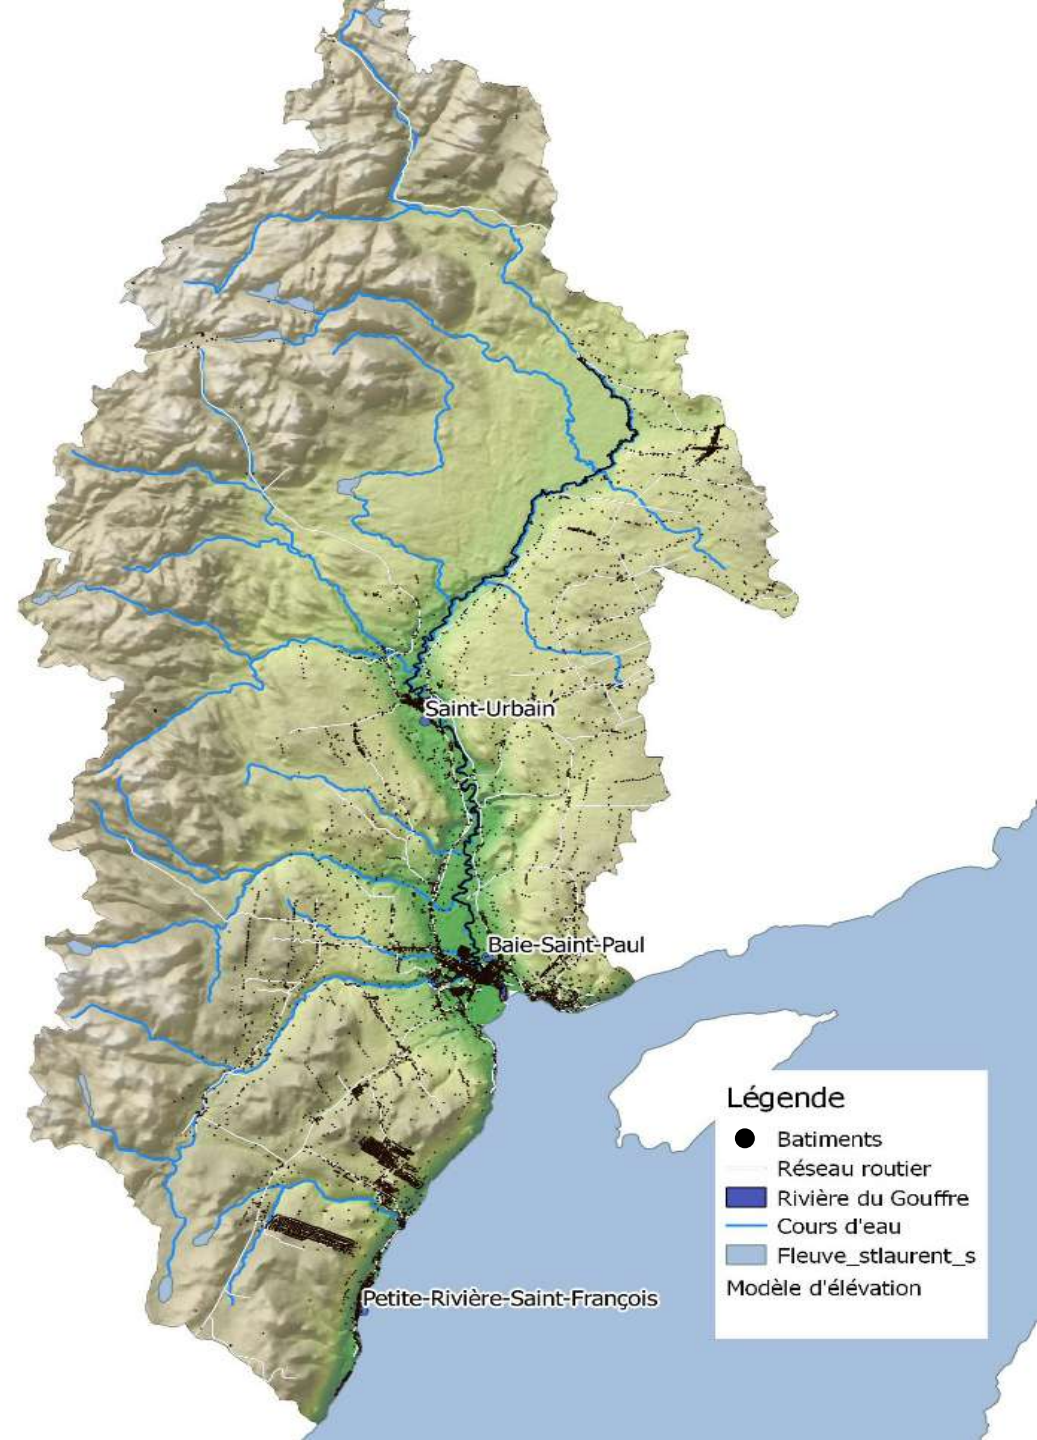 Saint-Urbain
Baie-Saint-Paul
Légende
Batiments
Réseau routier
Rivière du Gouffre
Cours d'eau
Fleuve_stlaurent_s
Modèle d'élévation
Petite-Rivière-Saint-François